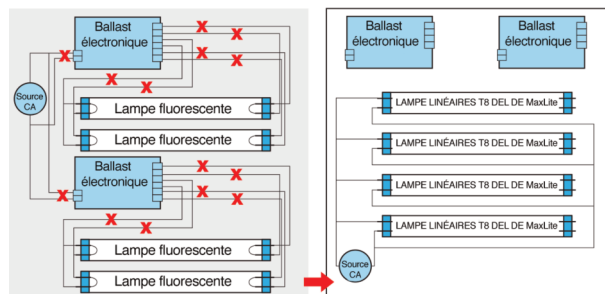 Ballast
électronique
Source
CA
Lampe fluorescente
Lampe fluorescente
Ballast
électronique
Lampe fluorescente
Lampe fluorescente
Ballast
électronique
Ballast
électronique
LAMPE LINÉAIRES T8 DEL DE MaxLite
LAMPE LINÉAIRES T8 DEL DE MaxLite
LAMPE LINÉAIRES T8 DEL DE MaxLite
LAMPE LINÉAIRES T8 DEL DE MaxLite
Source
CA